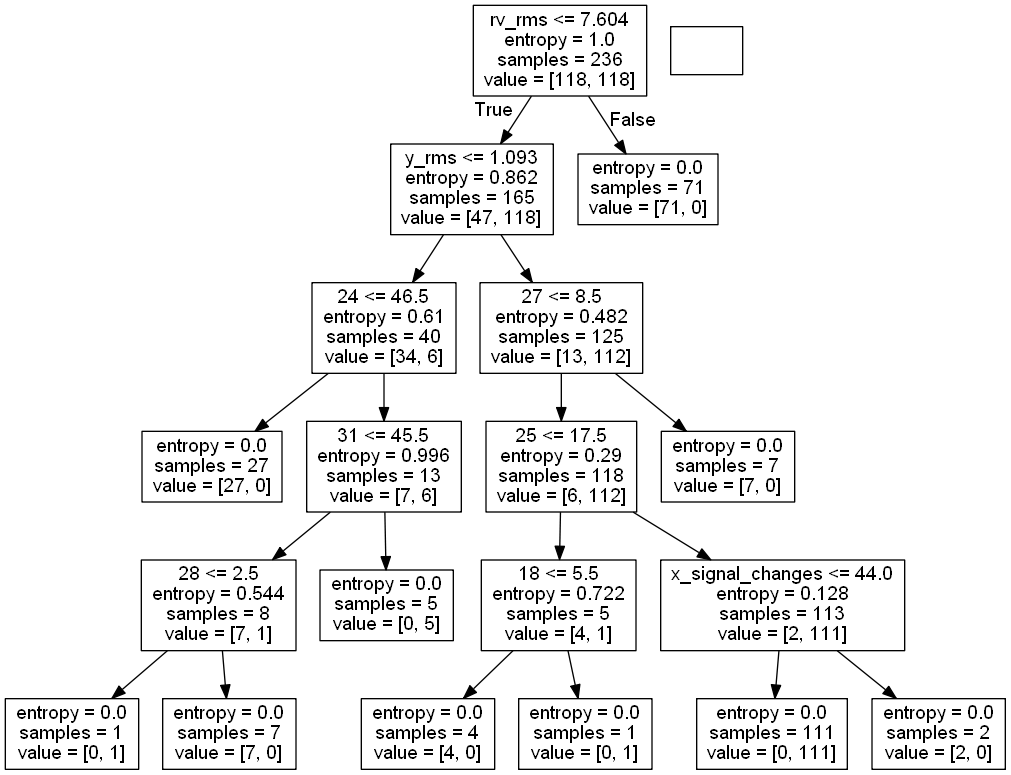 rv_rms <= 7.604
entropy = 1.0
samples = 236
value = [118, 118]
True
False
y_rms <= 1.093
entropy = 0.862
samples = 165
value = [47, 118]
entropy = 0.0
samples = 71
value = [71, 0]
24 <= 46.5
entropy = 0.61
samples = 40
value = [34, 6]
27 <= 8.5
entropy = 0.482
samples = 125
value = [13, 112]
entropy = 0.0
samples = 27
value = [27, 0]
31 <= 45.5
entropy = 0.996
samples = 13
value = [7, 6]
25 <= 17.5
entropy = 0.29
samples = 118
value = [6, 112]
entropy = 0.0
samples = 7
value = [7, 0]
28 <= 2.5
entropy = 0.544
samples = 8
value = [7, 1]
entropy = 0.0
samples = 5
value = [0, 5]
18 <= 5.5
entropy = 0.722
samples = 5
value = [4, 1]
x_signal_changes <= 44.0
entropy = 0.128
samples = 113
value = [2, 111]
entropy = 0.0
samples = 1
value = [0, 1]
entropy = 0.0
samples = 7
value = [7, 0]
entropy = 0.0
samples = 4
value = [4, 0]
entropy = 0.0
samples = 1
value = [0, 1]
entropy = 0.0
samples = 111
value = [0, 111]
entropy = 0.0
samples = 2
value = [2, 0]